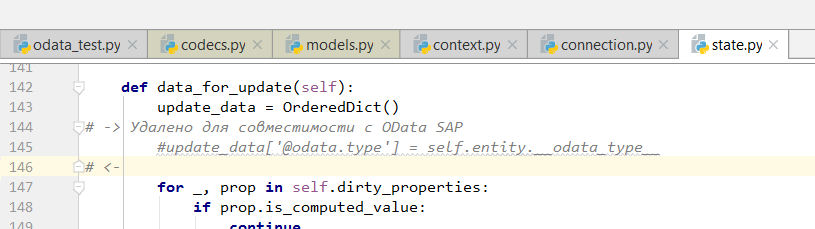 odata_test.py codecs.py models.py context.py connection.py state.py
141
142 def data_for_update(self):
143 update_data = OrderedDict()
144 # -> Удалено для совместимости с OData SAP
145 #update_data['@odata.type'] = self.entity.__odata_type__
146 # <-
147 for _, prop in self.dirty_properties:
148 if prop.is_computed_value:
149 continue